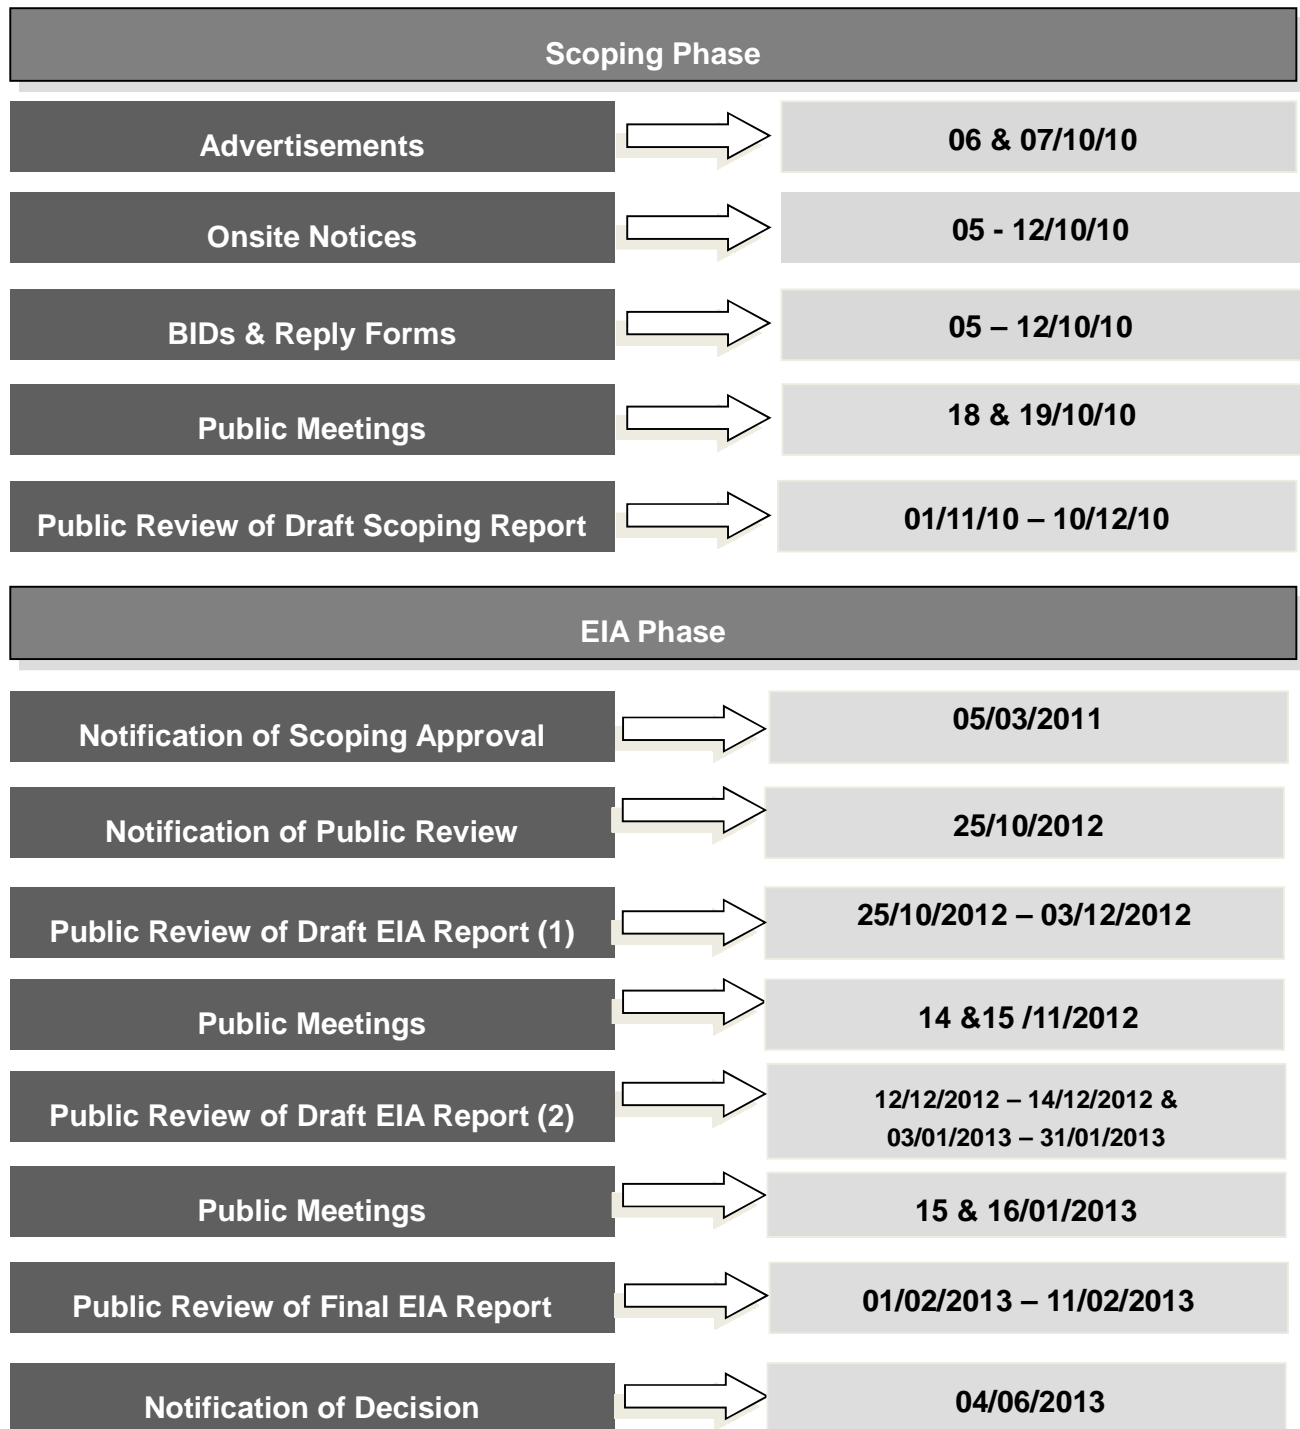 Scoping Phase
Advertisements
06 & 07/10/10
Onsite Notices
05 - 12/10/10
BIDs & Reply Forms
05 – 12/10/10
Public Meetings
18 & 19/10/10
Public Review of Draft Scoping Report
01/11/10 – 10/12/10
EIA Phase
Notification of Scoping Approval
05/03/2011
Notification of Public Review
25/10/2012
Public Review of Draft EIA Report (1)
25/10/2012 – 03/12/2012
Public Meetings
14 &15 /11/2012
Public Review of Draft EIA Report (2)
12/12/2012 – 14/12/2012 &
03/01/2013 – 31/01/2013
Public Meetings
15 & 16/01/2013
Public Review of Final EIA Report
01/02/2013 – 11/02/2013
Notification of Decision
04/06/2013